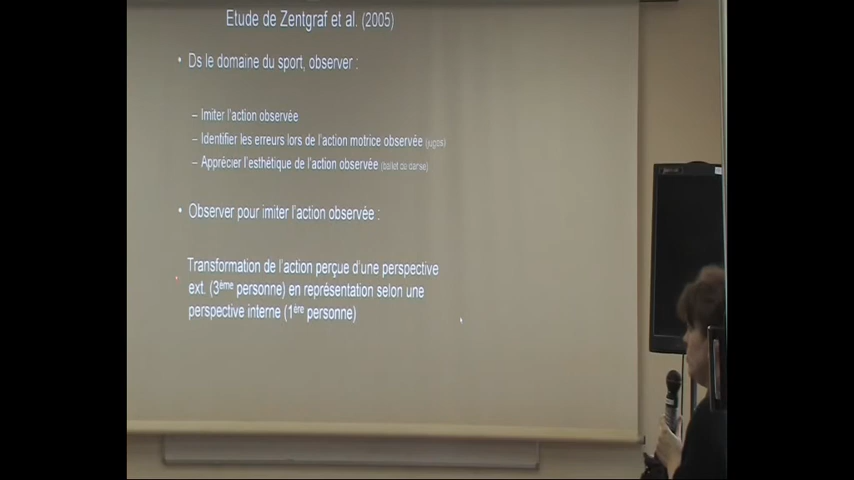 Etude de Zentgraf et al. (2005)
• Ds le domaine du sport, observer :
– Imiter l'action observée
– Identifier les erreurs lors de l'action motrice observée (juges)
– Apprécier l'esthétique de l'action observée (ballet ou danse)
• Observer pour imiter l'action observée :
Transformation de l'action perçue d'une perspective
ext. (3ème personne) en représentation selon une
perspective interne (1ère personne)